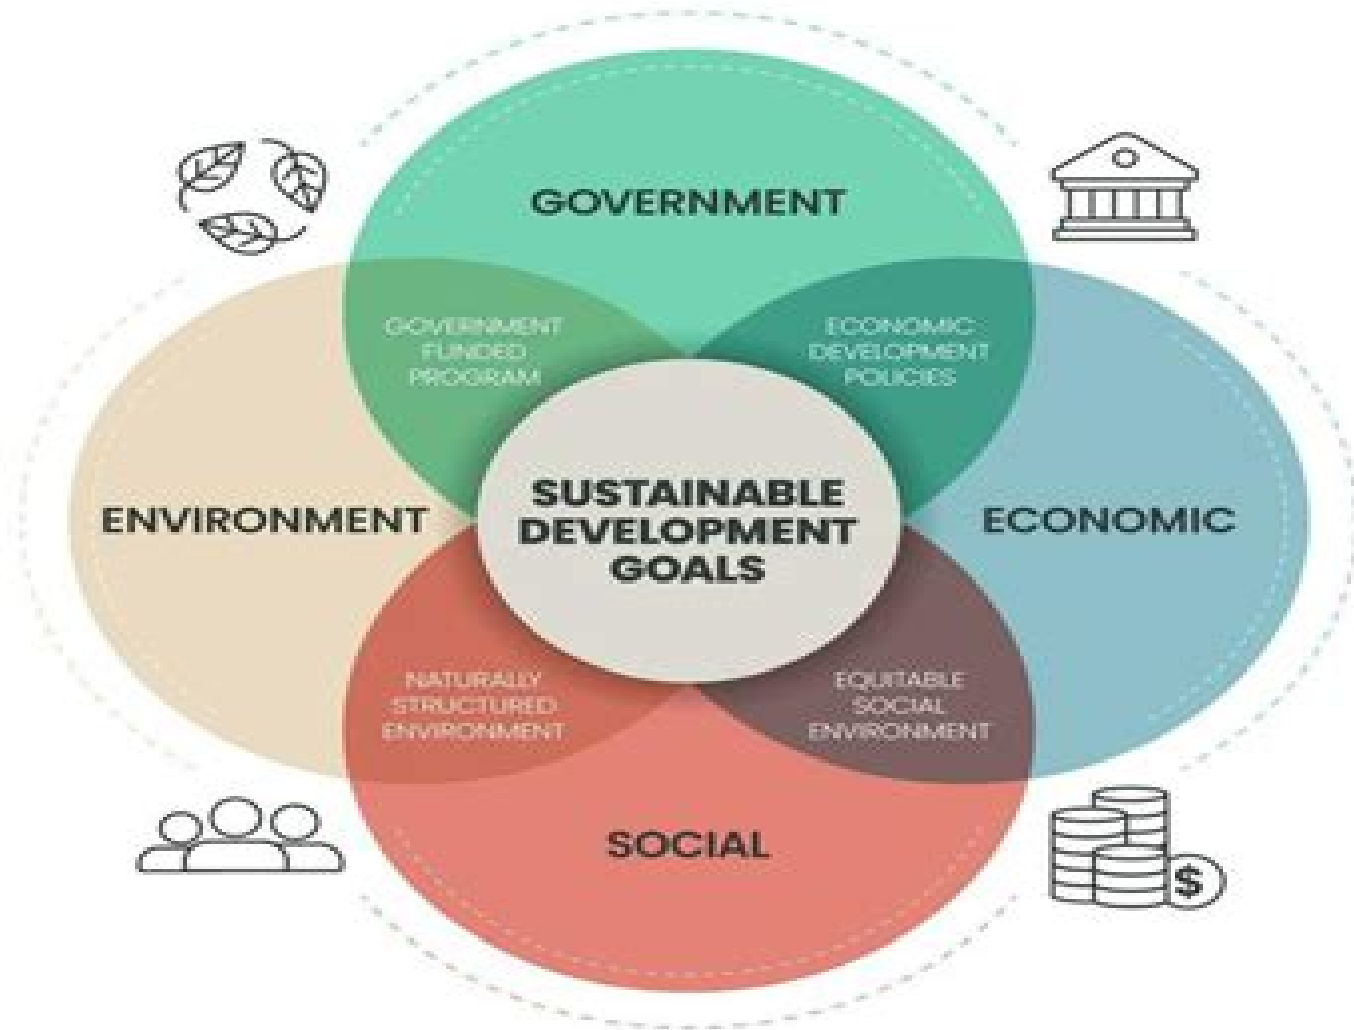 GOVERNMENT
GOVERNMENT
FUNDED
PROGRAM
ECONOMIC
DEVELOPMENT
POLICIES
ENVIRONMENT
SUSTAINABLE
DEVELOPMENT
GOALS
ECONOMIC
NATURALLY
STRUCTURED
ENVIRONMENT
EQUITABLE
SOCIAL
ENVIRONMENT
SOCIAL
$